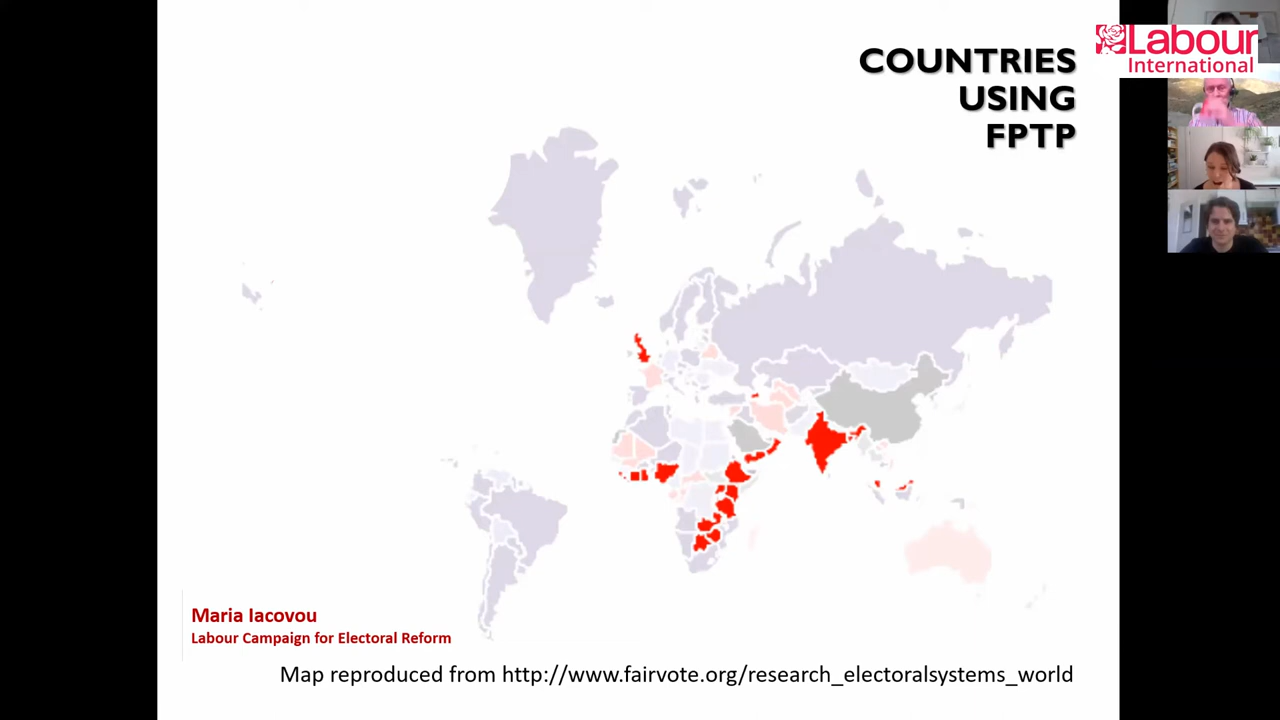 COUNTRIES
USING
FPTP
Labour
International
Maria Iacovou
Labour Campaign for Electoral Reform
Map reproduced from http://www.fairvote.org/research_electoralsystems_world